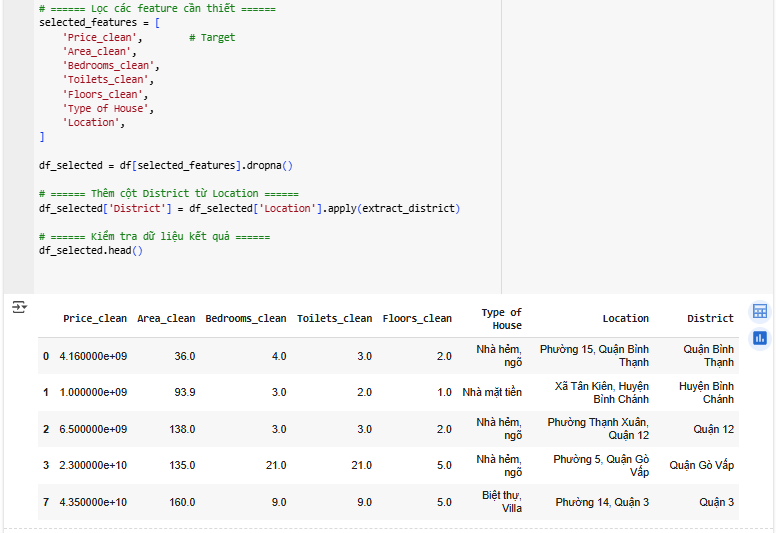 # ====== Lọc các feature cần thiết ======
selected_features = [
    'Price_clean',        # Target
    'Area_clean',
    'Bedrooms_clean',
    'Toilets_clean',
    'Floors_clean',
    'Type of House',
    'Location',
]
df_selected = df[selected_features].dropna()
# ====== Thêm cột District từ Location ======
df_selected['District'] = df_selected['Location'].apply(extract_district)
# ====== Kiểm tra dữ liệu kết quả ======
df_selected.head()
Price_clean Area_clean Bedrooms_clean Toilets_clean Floors_clean Type of House Location District
0 4.160000e+09 36.0 4.0 3.0 2.0 Nhà hẻm, ngõ Phường 15, Quận Bình Thạnh Quận Bình Thạnh
1 1.000000e+09 93.9 3.0 2.0 1.0 Nhà mặt tiền Xã Tân Kiên, Huyện Bình Chánh Huyện Bình Chánh
2 6.500000e+09 138.0 3.0 3.0 2.0 Nhà hẻm, ngõ Phường Thạnh Xuân, Quận 12 Quận 12
3 2.300000e+10 135.0 21.0 21.0 5.0 Nhà hẻm, ngõ Phường 5, Quận Gò Vấp Quận Gò Vấp
7 4.350000e+10 160.0 9.0 9.0 5.0 Biệt thự, Villa Phường 14, Quận 3 Quận 3